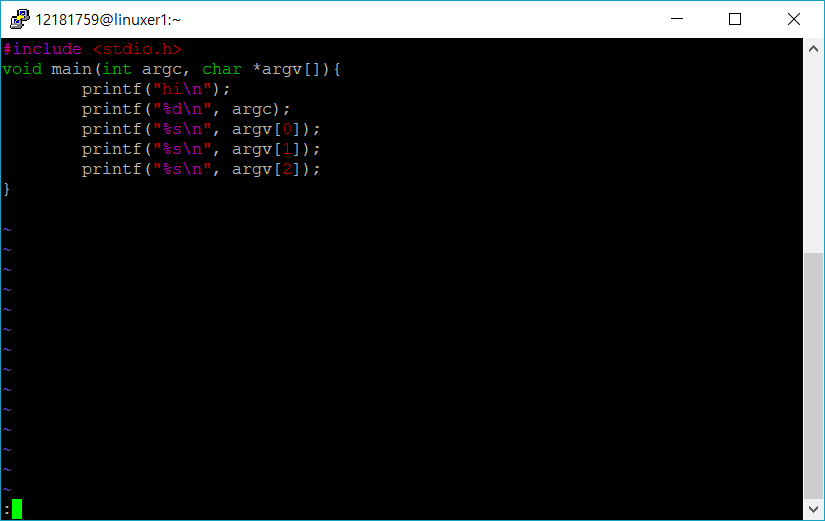 12181759@linuxer1:~
#include <stdio.h>
void main(int argc, char *argv[]){
        printf("hi\n");
        printf("%d\n", argc);
        printf("%s\n", argv[0]);
        printf("%s\n", argv[1]);
        printf("%s\n", argv[2]);
}
~
~
~
~
~
~
~
~
~
~
~
~
~
~
: